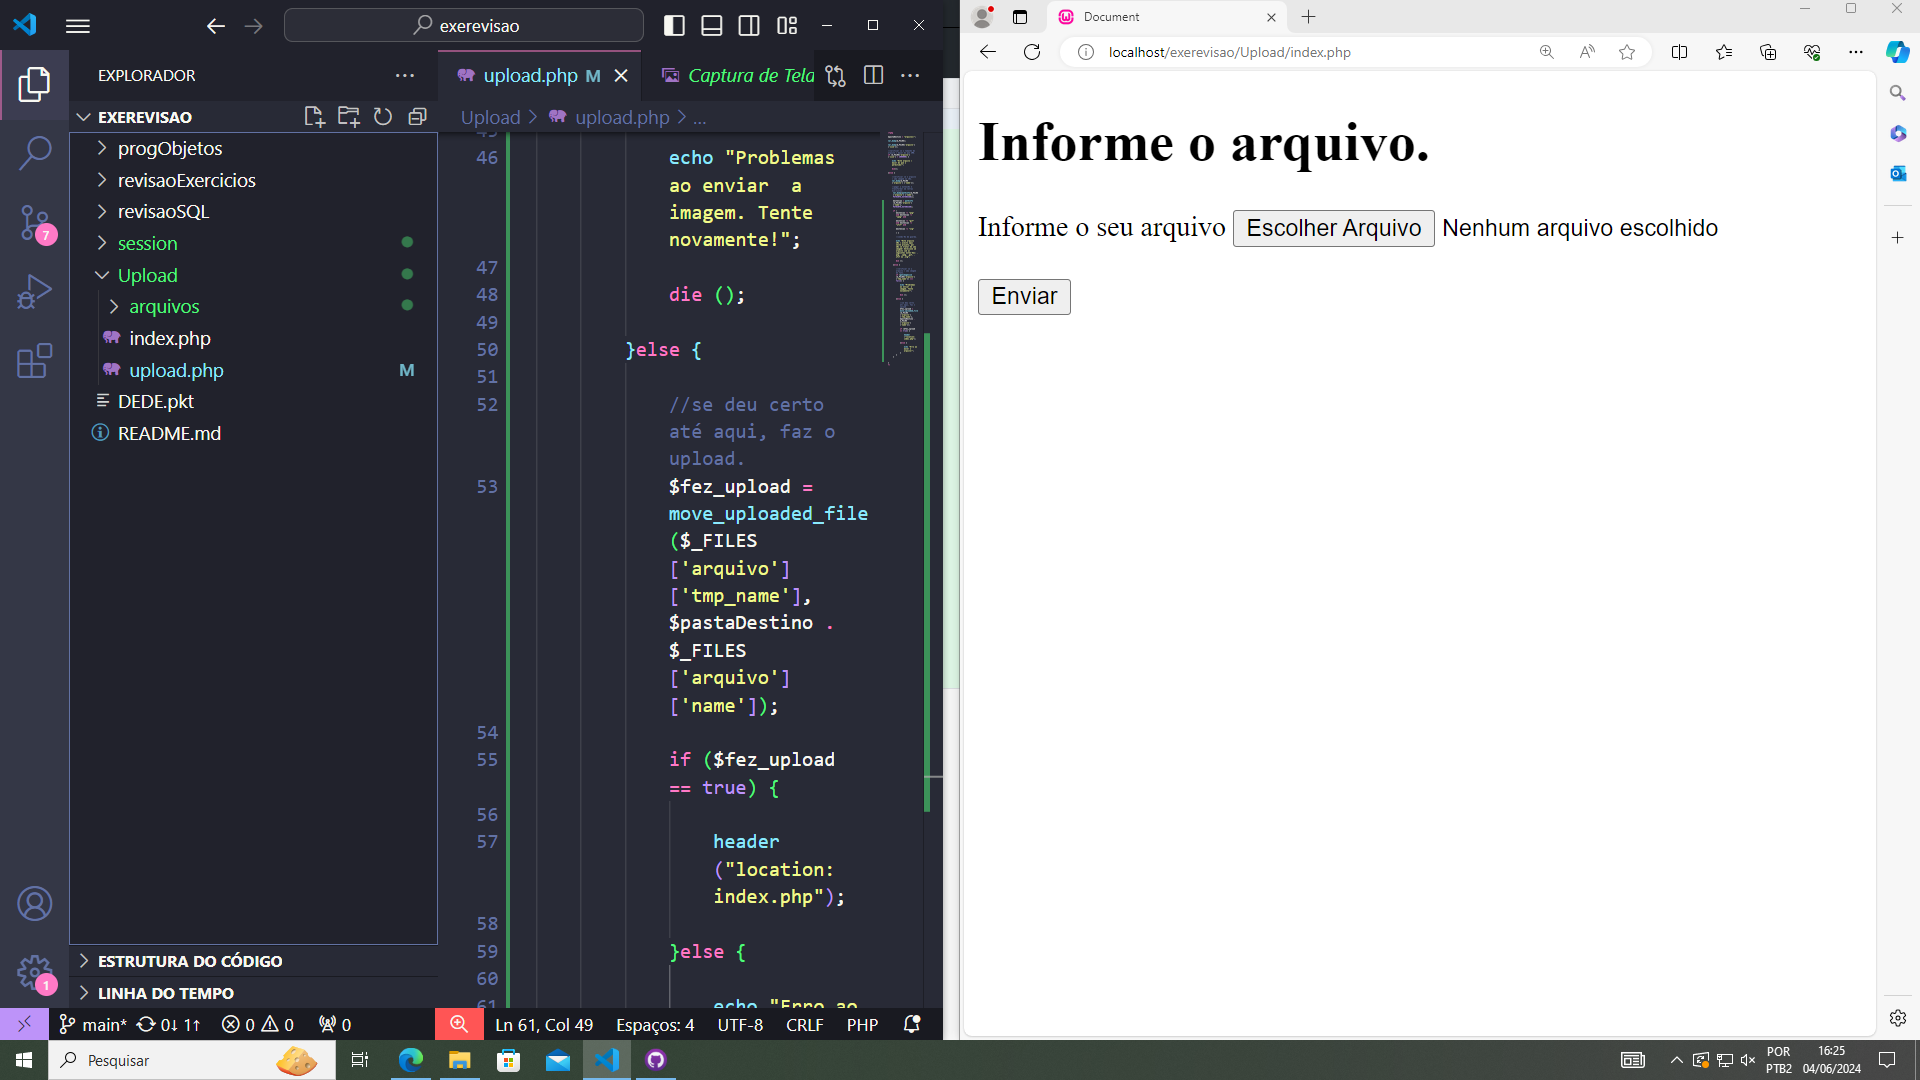 exerevisao
EXPLORADOR
EXEREVISAO
progObjetos
revisaoExercicios
revisaoSQL
session
Upload
arquivos
index.php
upload.php M
DEDE.pkt
README.md
ESTRUTURA DO CÓDIGO
LINHA DO TEMPO
7
1
upload.php M
Captura de Tela
Upload > upload.php > ...
45
46 echo "Problemas
ao enviar  a
imagem. Tente
novamente!";
47
48 die ();
49
50 }else {
51
52 //se deu certo
até aqui, faz o
upload.
53 $fez_upload =
move_uploaded_file
($_FILES
['arquivo']
['tmp_name'],
$pastaDestino .
$_FILES
['arquivo']
['name']);
54
55 if ($fez_upload
== true) {
56
57 header
("location:
index.php");
58
59 }else {
60
61 echo "Erro ao
main* 0↓ 1↑ 0 0 0 Ln 61, Col 49 Espaços: 4 UTF-8 CRLF PHP
Document
localhost/exerevisao/Upload/index.php
Informe o arquivo.
Informe o seu arquivo Escolher Arquivo Nenhum arquivo escolhido
Enviar
Pesquisar
POR
PTB2
16:25
04/06/2024